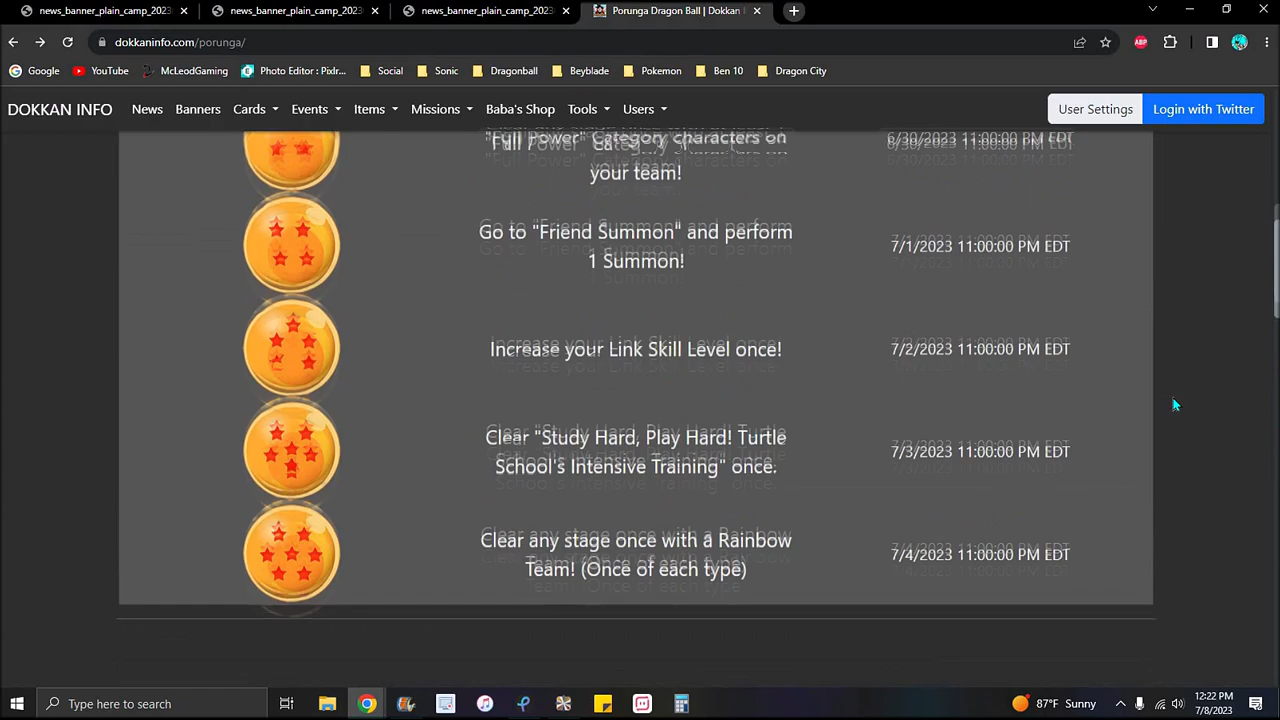 news_banner_plain_camp_2023
news_banner_plain_camp_2023
news_banner_plain_camp_2023
Porunga Dragon Ball | Dokkan
dokkaninfo.com/porunga/
Google
YouTube
McLeodGaming
Photo Editor : Pixlr...
Social
Sonic
Dragonball
Beyblade
Pokemon
Ben 10
Dragon City
ABP
DOKKAN INFO
News
Banners
Cards
Events
Items
Missions
Baba's Shop
Tools
Users
User Settings
Login with Twitter
"Full Power" Category characters on
your team!
6/30/2023 11:00:00 PM EDT
Go to "Friend Summon" and perform
1 Summon!
7/1/2023 11:00:00 PM EDT
Increase your Link Skill Level once!
7/2/2023 11:00:00 PM EDT
Clear "Study Hard, Play Hard! Turtle
School's Intensive Training" once.
7/3/2023 11:00:00 PM EDT
Clear any stage once with a Rainbow
Team! (Once of each type)
7/4/2023 11:00:00 PM EDT
Type here to search
87°F Sunny
12:22 PM
7/8/2023